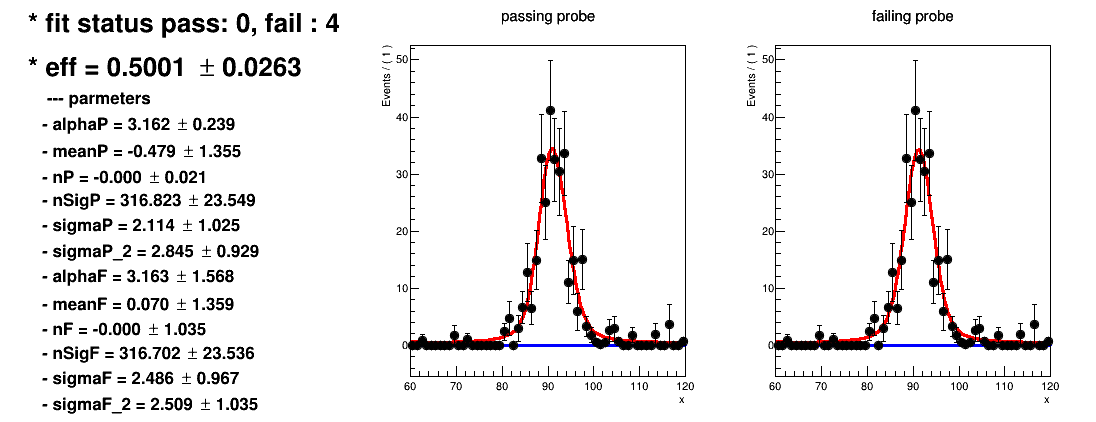 * fit status pass: 0, fail : 4
* eff = 0.5001 ± 0.0263
--- parmeters
- alphaP = 3.162 ± 0.239
- meanP = -0.479 ± 1.355
- nP = -0.000 ± 0.021
- nSigP = 316.823 ± 23.549
- sigmaP = 2.114 ± 1.025
- sigmaP_2 = 2.845 ± 0.929
- alphaF = 3.163 ± 1.568
- meanF = 0.070 ± 1.359
- nF = -0.000 ± 1.035
- nSigF = 316.702 ± 23.536
- sigmaF = 2.486 ± 0.967
- sigmaF_2 = 2.509 ± 1.035
passing probe
Events / ( 1 )
50
40
30
20
10
0
60 70 80 90 100 110 120
x
failing probe
Events / ( 1 )
50
40
30
20
10
0
60 70 80 90 100 110 120
x